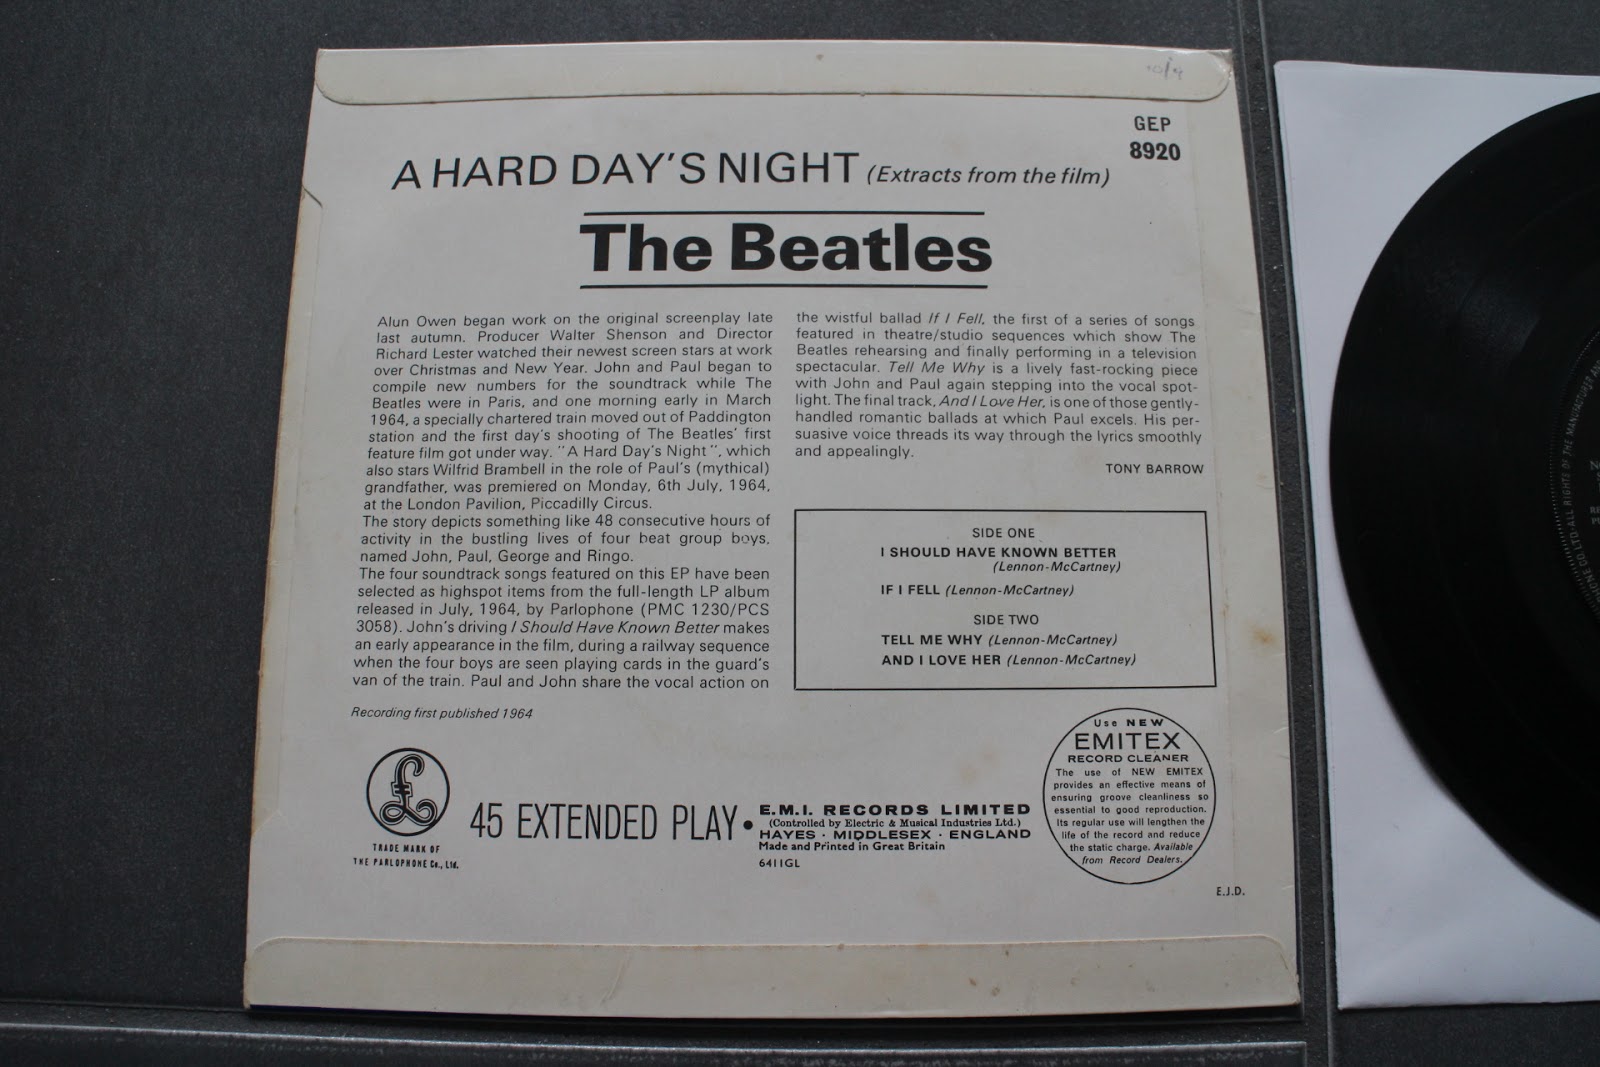 GEP
8920
A HARD DAY'S NIGHT (Extracts from the film)
The Beatles
Alun Owen began work on the original screenplay late
last autumn. Producer Walter Shenson and Director
Richard Lester watched their newest screen stars at work
over Christmas and New Year. John and Paul began to
compile new numbers for the soundtrack while The
Beatles were in Paris, and one morning early in March
1964, a specially chartered train moved out of Paddington
station and the first day's shooting of The Beatles' first
feature film got under way. "A Hard Day's Night", which
also stars Wilfrid Brambell in the role of Paul's (mythical)
grandfather, was premiered on Monday, 6th July, 1964,
at the London Pavilion, Piccadilly Circus.
The story depicts something like 48 consecutive hours of
activity in the bustling lives of four beat group boys,
named John, Paul, George and Ringo.
The four soundtrack songs featured on this EP have been
selected as highspot items from the full-length LP album
released in July, 1964, by Parlophone (PMC 1230/PCS
3058). John's driving I Should Have Known Better makes
an early appearance in the film, during a railway sequence
when the four boys are seen playing cards in the guard's
van of the train. Paul and John share the vocal action on
the wistful ballad If I Fell, the first of a series of songs
featured in theatre/studio sequences which show The
Beatles rehearsing and finally performing in a television
spectacular. Tell Me Why is a lively fast-rocking piece
with John and Paul again stepping into the vocal spot-
light. The final track, And I Love Her, is one of those gently-
handled romantic ballads at which Paul excels. His per-
suasive voice threads its way through the lyrics smoothly
and appealingly.
TONY BARROW
SIDE ONE
I SHOULD HAVE KNOWN BETTER
(Lennon-McCartney)
IF I FELL (Lennon-McCartney)
SIDE TWO
TELL ME WHY (Lennon-McCartney)
AND I LOVE HER (Lennon-McCartney)
Recording first published 1964
TRADE MARK OF
THE PARLOPHONE Co., Ltd.
45 EXTENDED PLAY •
E.M.I. RECORDS LIMITED
(Controlled by Electric & Musical Industries Ltd.)
HAYES · MIDDLESEX · ENGLAND
Made and Printed in Great Britain
6411GL
Use NEW
EMITEX
RECORD CLEANER
The use of NEW EMITEX
provides an effective means of
ensuring groove cleanliness so
essential to good reproduction.
Its regular use will lengthen the
life of the record and reduce
the static charge. Available
from Record Dealers.
E.J.D.
PHONE CO. LTD · ALL RIGHTS OF THE MANUFACTURER AN